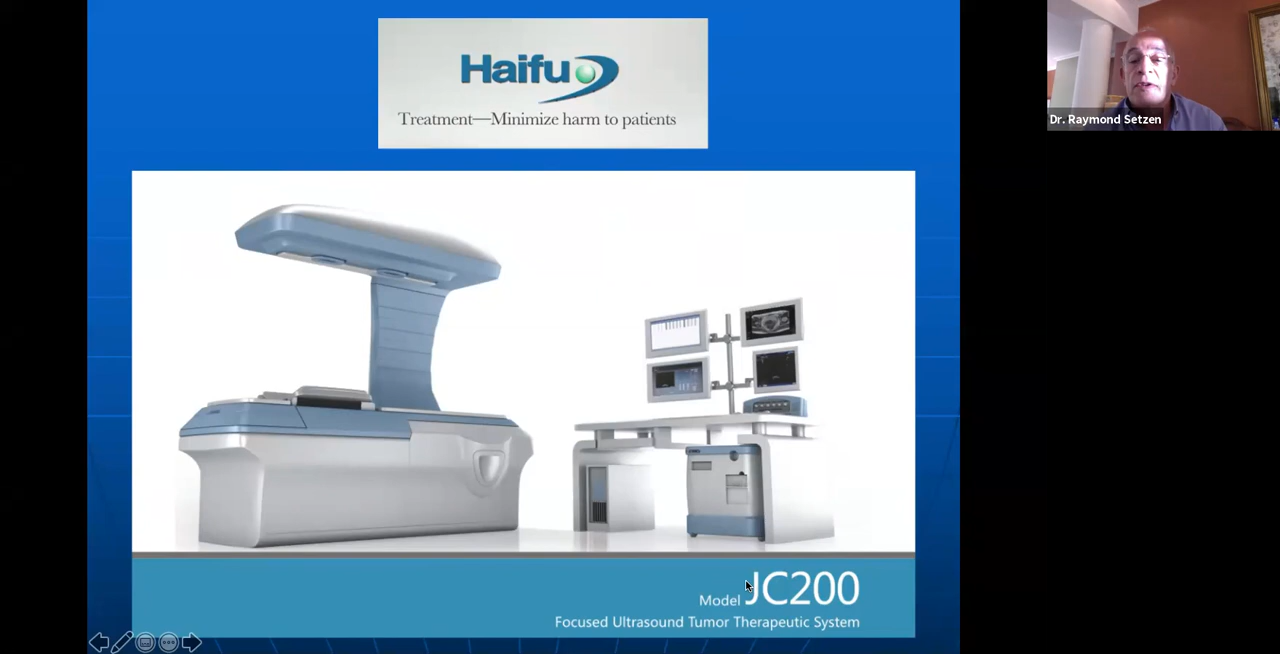 Haifu
Treatment—Minimize harm to patients
Dr. Raymond Setzen
Model JC200
Focused Ultrasound Tumor Therapeutic System